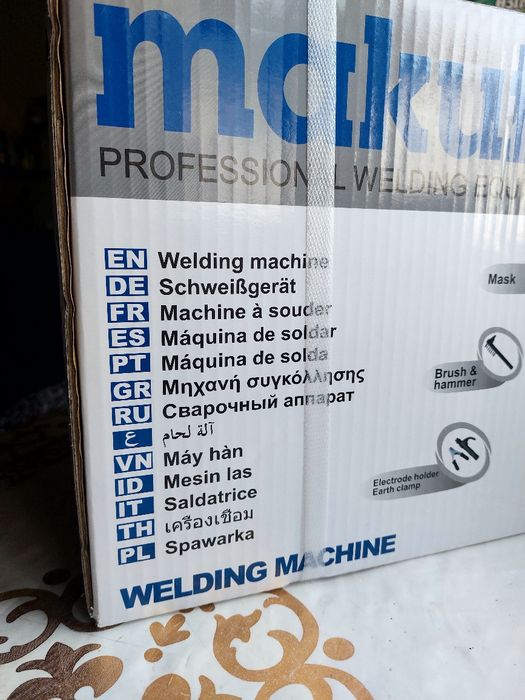 maku
PROFESSIONAL WELDING EQU
EN Welding machine
DE Schweißgerät
FR Machine à souder
ES Máquina de soldar
PT Máquina de solda
GR Μηχανή συγκόλλησης
RU Сварочный аппарат
ع آلة لحام
VN Máy hàn
ID Mesin las
IT Saldatrice
TH เครื่องเชื่อม
PL Spawarka
WELDING MACHINE
Mask
Brush &
hammer
Electrode holder
Earth clamp